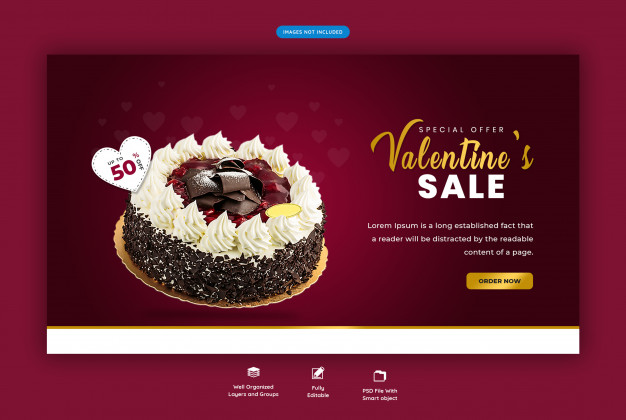 IMAGES NOT INCLUDED
UP TO
50%
OFF
SPECIAL OFFER
Valentine's
SALE
Lorem Ipsum is a long established fact that
a reader will be distracted by the readable
content of a page.
ORDER NOW
Well Organized
Layers and Groups
Fully
Editable
PSD File With
Smart object